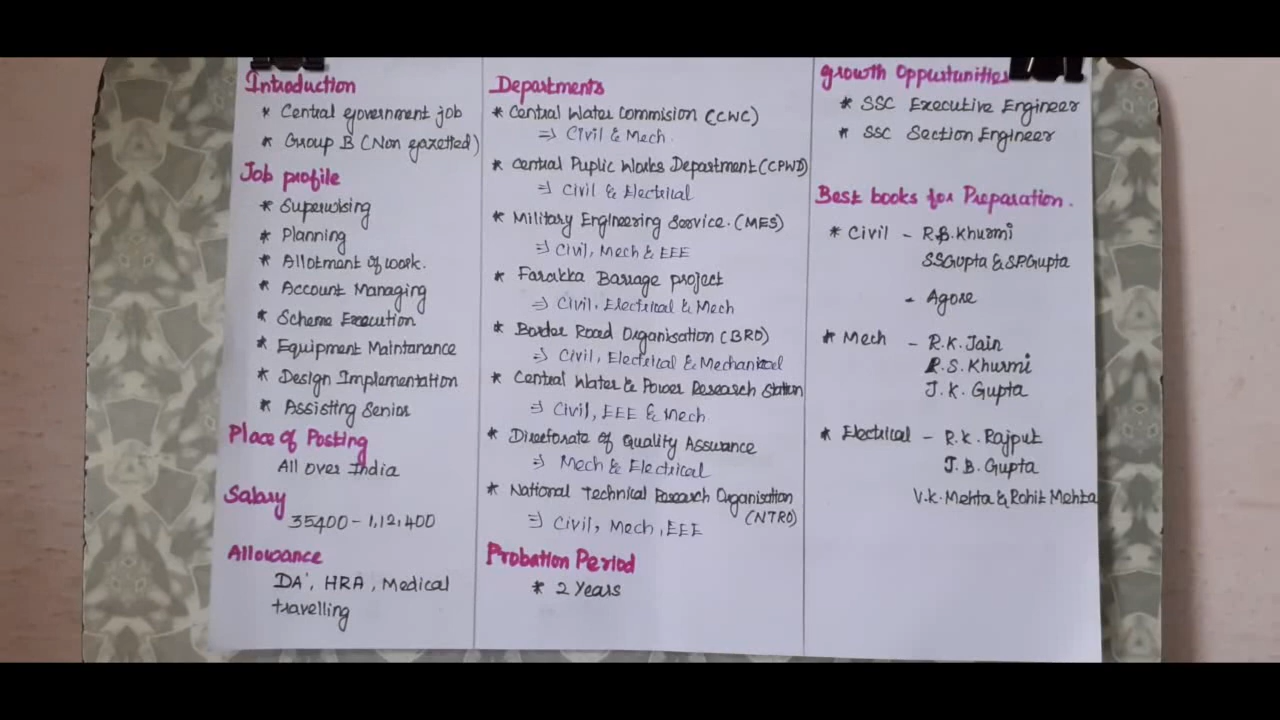 Introduction
* Central government job
* Group B (Non gazetted)
Job profile
* Supervising
* Planning
* Allotment of work.
* Account Managing
* Scheme Execution
* Equipment Maintanance
* Design Implementation
* Assisting Senior
Place of Posting
All over India
Salary
35400 - 1,12,400
Allowance
DA, HRA, Medical
travelling
Departments
* Central Water Commision (CWC)
⇒ Civil & Mech.
* Central Puplic Works Department (CPWD)
⇒ Civil & Electrical
* Military Engineering Service. (MES)
⇒ Civil, Mech & EEE
* Farakka Barrage project
⇒ Civil, Electrical & Mech
* Border Road Organisation (BRO)
⇒ Civil, Electrical & Mechanical
* Central Water & Power Research Station
⇒ Civil, EEE & Mech
* Directorate of Quality Assurance
⇒ Mech & Electrical
* National Technical Research Organisation
(NTRO)
⇒ Civil, Mech, EEE
Probation Period
* 2 Years
growth Oppurtunities
* SSC Executive Engineer
* SSC Section Engineer
Best books for Preparation.
* Civil - R.B. Khurmi
SSGupta & S.P.Gupta
- Agore
* Mech - R.K. Jain
R.S. Khurmi
J.K. Gupta
* Electrical - R.K. Rajput
J.B. Gupta
V.K. Mehta & Rohit Mehta